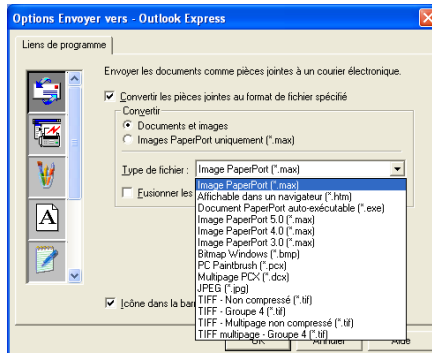 Options Envoyer vers - Outlook Express
Liens de programme
Envoyer les documents comme pièces jointes à un courier électronique.
Convertir les pièces jointes au format de fichier spécifié
Convertir
Documents et images
Images PaperPort uniquement (*.max)
Type de fichier : Image PaperPort (*.max)
Fusionner les
Image PaperPort (*.max)
Affichable dans un navigateur (*.htm)
Document PaperPort auto-exécutable (*.exe)
Image PaperPort 5.0 (*.max)
Image PaperPort 4.0 (*.max)
Image PaperPort 3.0 (*.max)
Bitmap Windows (*.bmp)
PC Paintbrush (*.pcx)
Multipage PCX (*.dcx)
JPEG (*.jpg)
TIFF - Non compressé (*.tif)
TIFF - Groupe 4 (*.tif)
TIFF - Multipage non compressé (*.tif)
TIFF multipage - Groupe 4 (*.tif)
Icône dans la bar
OK Annuler Aide